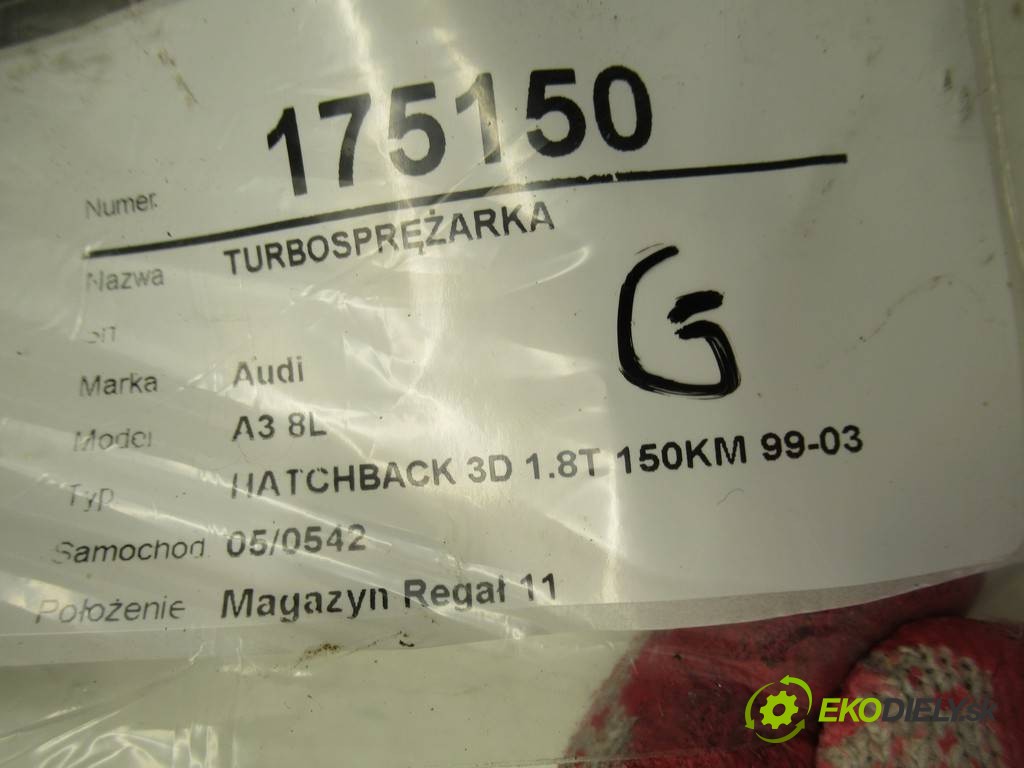 Numer. 175150
Nazwa TURBOSPRĘŻARKA
G
Marka Audi
Model A3 8L
Typ HATCHBACK 3D 1.8T 150KM 99-03
Samochod 05/0542
Położenie Magazyn Regał 11
EKODIELY.sk